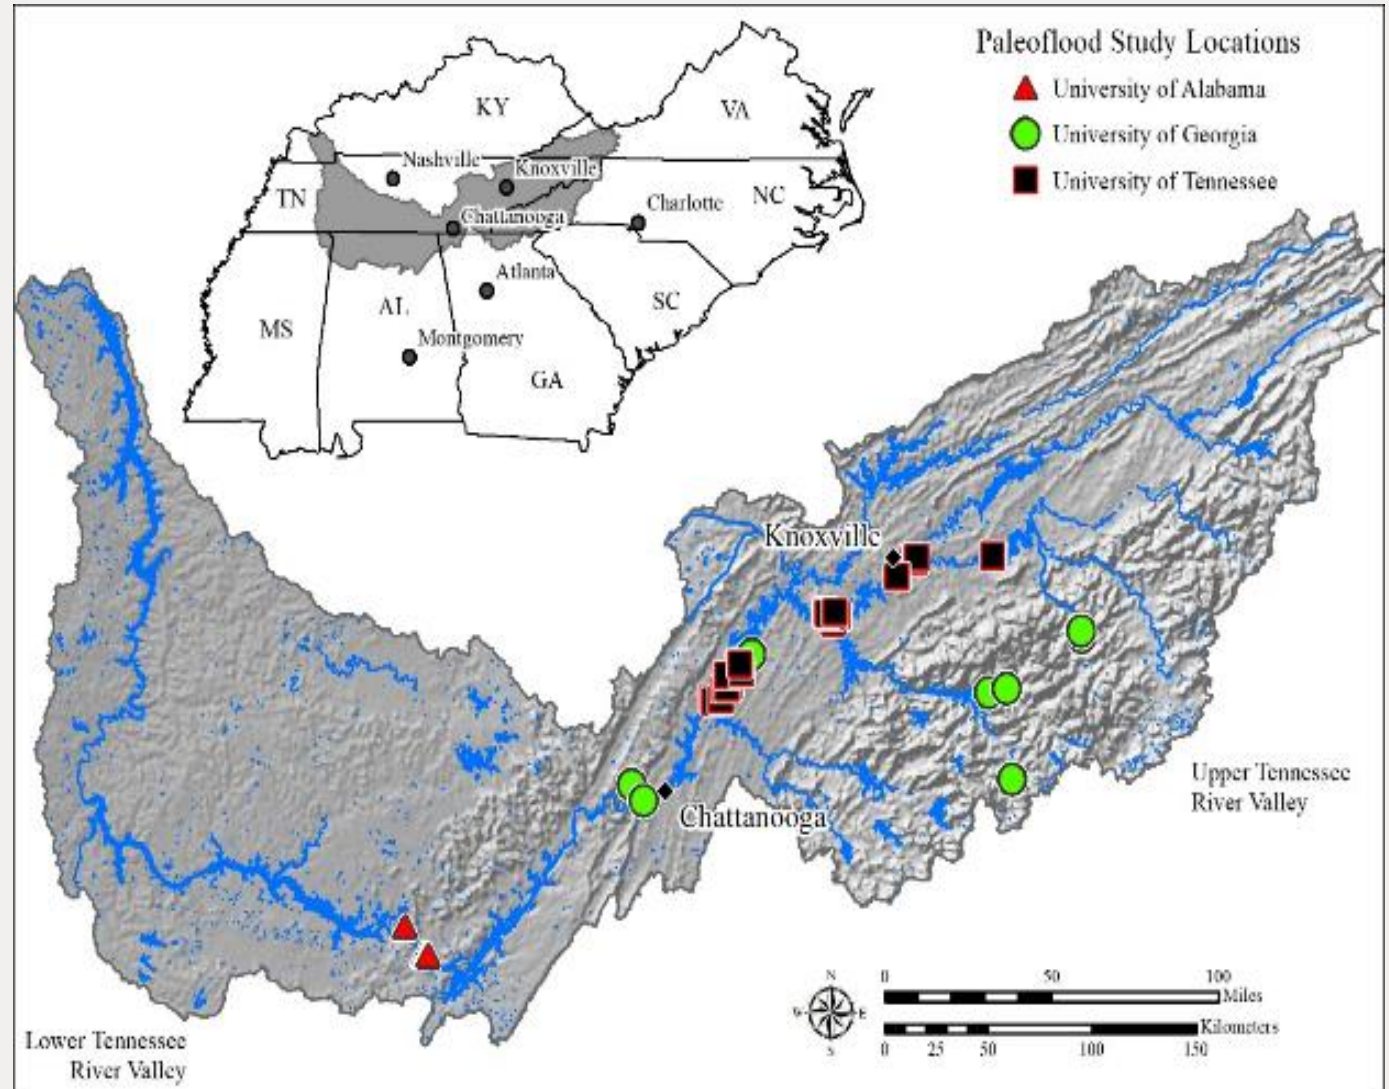 Paleoflood Study Locations
University of Alabama
University of Georgia
University of Tennessee
KY
VA
Nashville
Knoxville
TN
NC
Charlotte
Chattanooga
Atlanta
SC
AL
MS
Montgomery
GA
Knoxville
Chattanooga
Upper Tennessee
River Valley
Lower Tennessee
River Valley
N
W
E
S
0 50 100
Miles
Kilometers
0 25 50 100 150